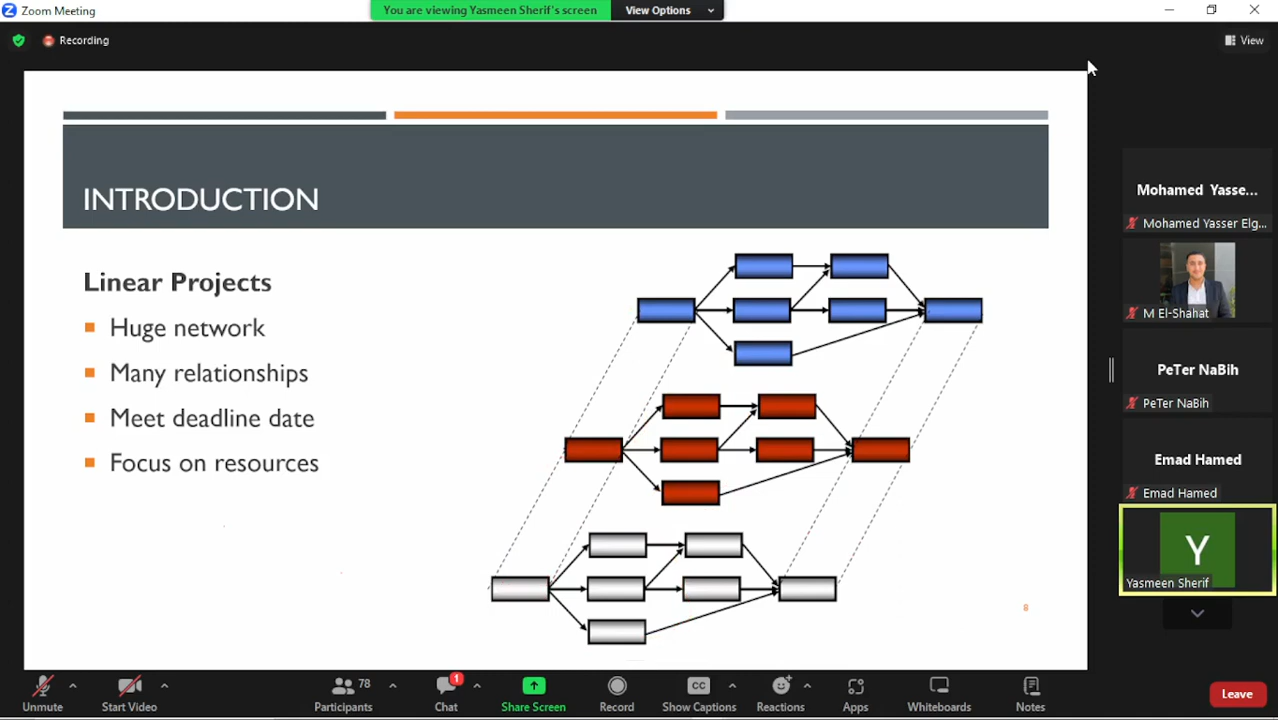 Zoom Meeting
You are viewing Yasmeen Sherif's screen
View Options
Recording
View
INTRODUCTION
Linear Projects
Huge network
Many relationships
Meet deadline date
Focus on resources
8
Mohamed Yasse...
Mohamed Yasser Elg...
M El-Shahat
PeTer NaBih
PeTer NaBih
Emad Hamed
Emad Hamed
Y
Yasmeen Sherif
Unmute
Start Video
78
Participants
1
Chat
Share Screen
Record
CC
Show Captions
Reactions
Apps
Whiteboards
Notes
Leave